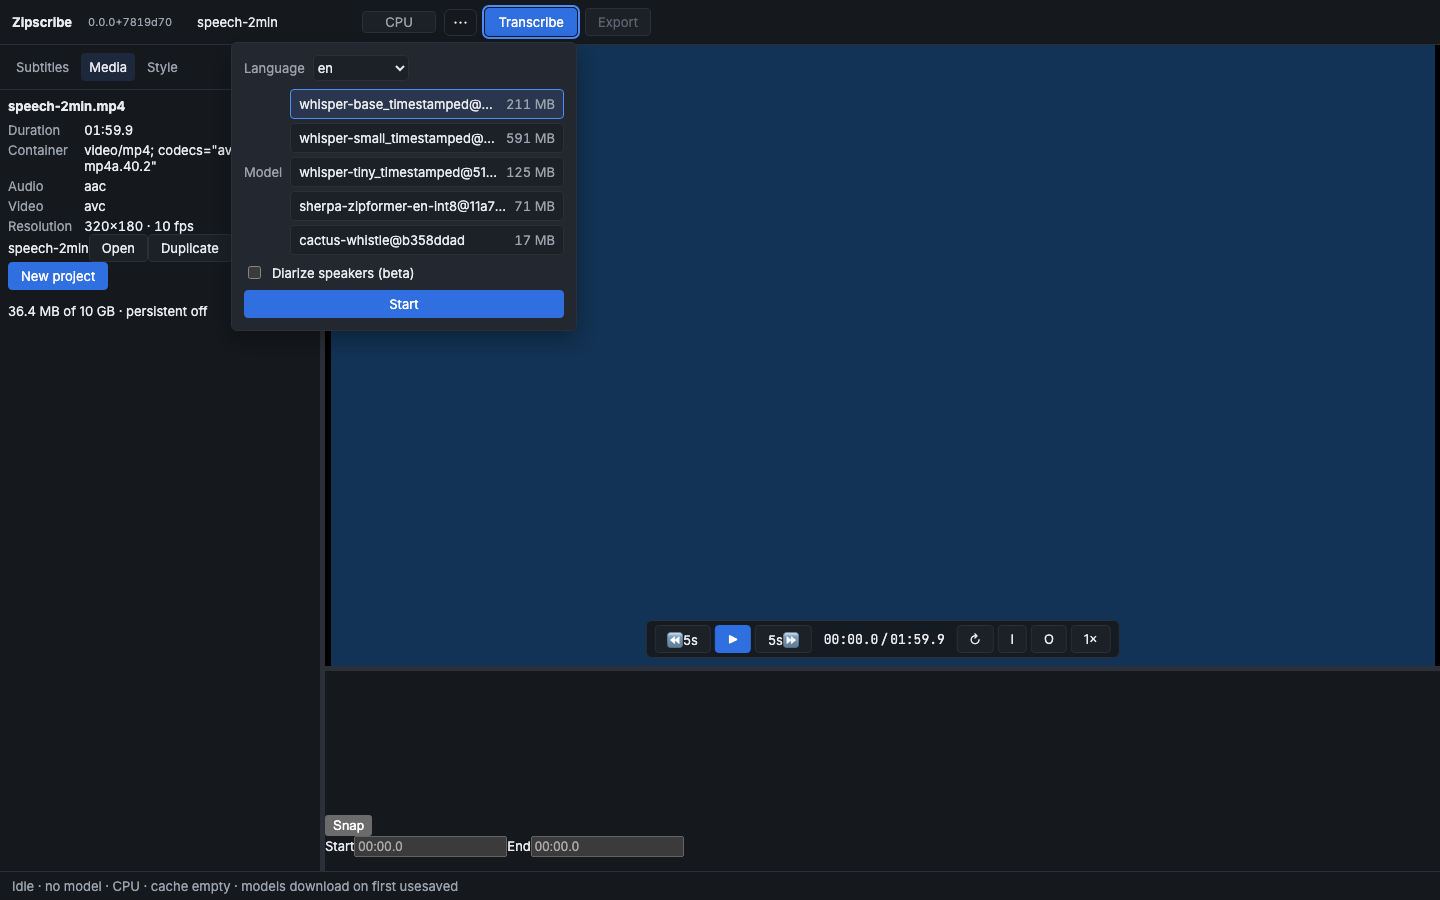 Zipscribe 0.0.0+7819d70 speech-2min CPU ··· Transcribe Export
Subtitles Media Style
speech-2min.mp4
Duration 01:59.9
Container video/mp4; codecs="av
mp4a.40.2"
Audio aac
Video avc
Resolution 320×180 · 10 fps
speech-2min Open Duplicate
New project
36.4 MB of 10 GB · persistent off
Language en
Model
whisper-base_timestamped@... 211 MB
whisper-small_timestamped@... 591 MB
whisper-tiny_timestamped@51... 125 MB
sherpa-zipformer-en-int8@11a7... 71 MB
cactus-whistle@b358ddad 17 MB
Diarize speakers (beta)
Start
⏪5s ▶ 5s⏩ 00:00.0/01:59.9 ↻ I O 1×
Snap
Start 00:00.0 End 00:00.0
Idle · no model · CPU · cache empty · models download on first usesaved